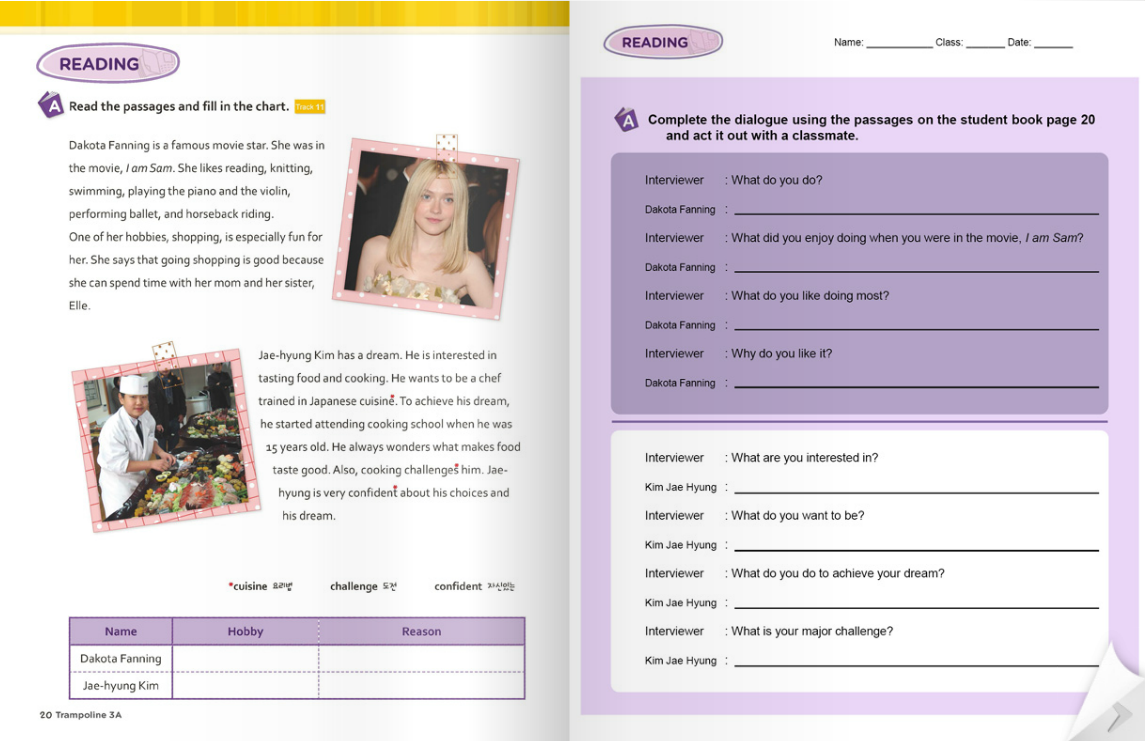 READING
A Read the passages and fill in the chart. Track 11
Dakota Fanning is a famous movie star. She was in
the movie, I am Sam. She likes reading, knitting,
swimming, playing the piano and the violin,
performing ballet, and horseback riding.
One of her hobbies, shopping, is especially fun for
her. She says that going shopping is good because
she can spend time with her mom and her sister,
Elle.
Jae-hyung Kim has a dream. He is interested in
tasting food and cooking. He wants to be a chef
trained in Japanese cuisine*. To achieve his dream,
he started attending cooking school when he was
15 years old. He always wonders what makes food
taste good. Also, cooking challenges* him. Jae-
hyung is very confident* about his choices and
his dream.
*cuisine 요리법 challenge 도전 confident 자신있는
Name Hobby Reason
Dakota Fanning
Jae-hyung Kim
20 Trampoline 3A
READING
Name: ____________ Class: _______ Date: _______
A Complete the dialogue using the passages on the student book page 20
and act it out with a classmate.
Interviewer : What do you do?
Dakota Fanning :
Interviewer : What did you enjoy doing when you were in the movie, I am Sam?
Dakota Fanning :
Interviewer : What do you like doing most?
Dakota Fanning :
Interviewer : Why do you like it?
Dakota Fanning :
Interviewer : What are you interested in?
Kim Jae Hyung :
Interviewer : What do you want to be?
Kim Jae Hyung :
Interviewer : What do you do to achieve your dream?
Kim Jae Hyung :
Interviewer : What is your major challenge?
Kim Jae Hyung :